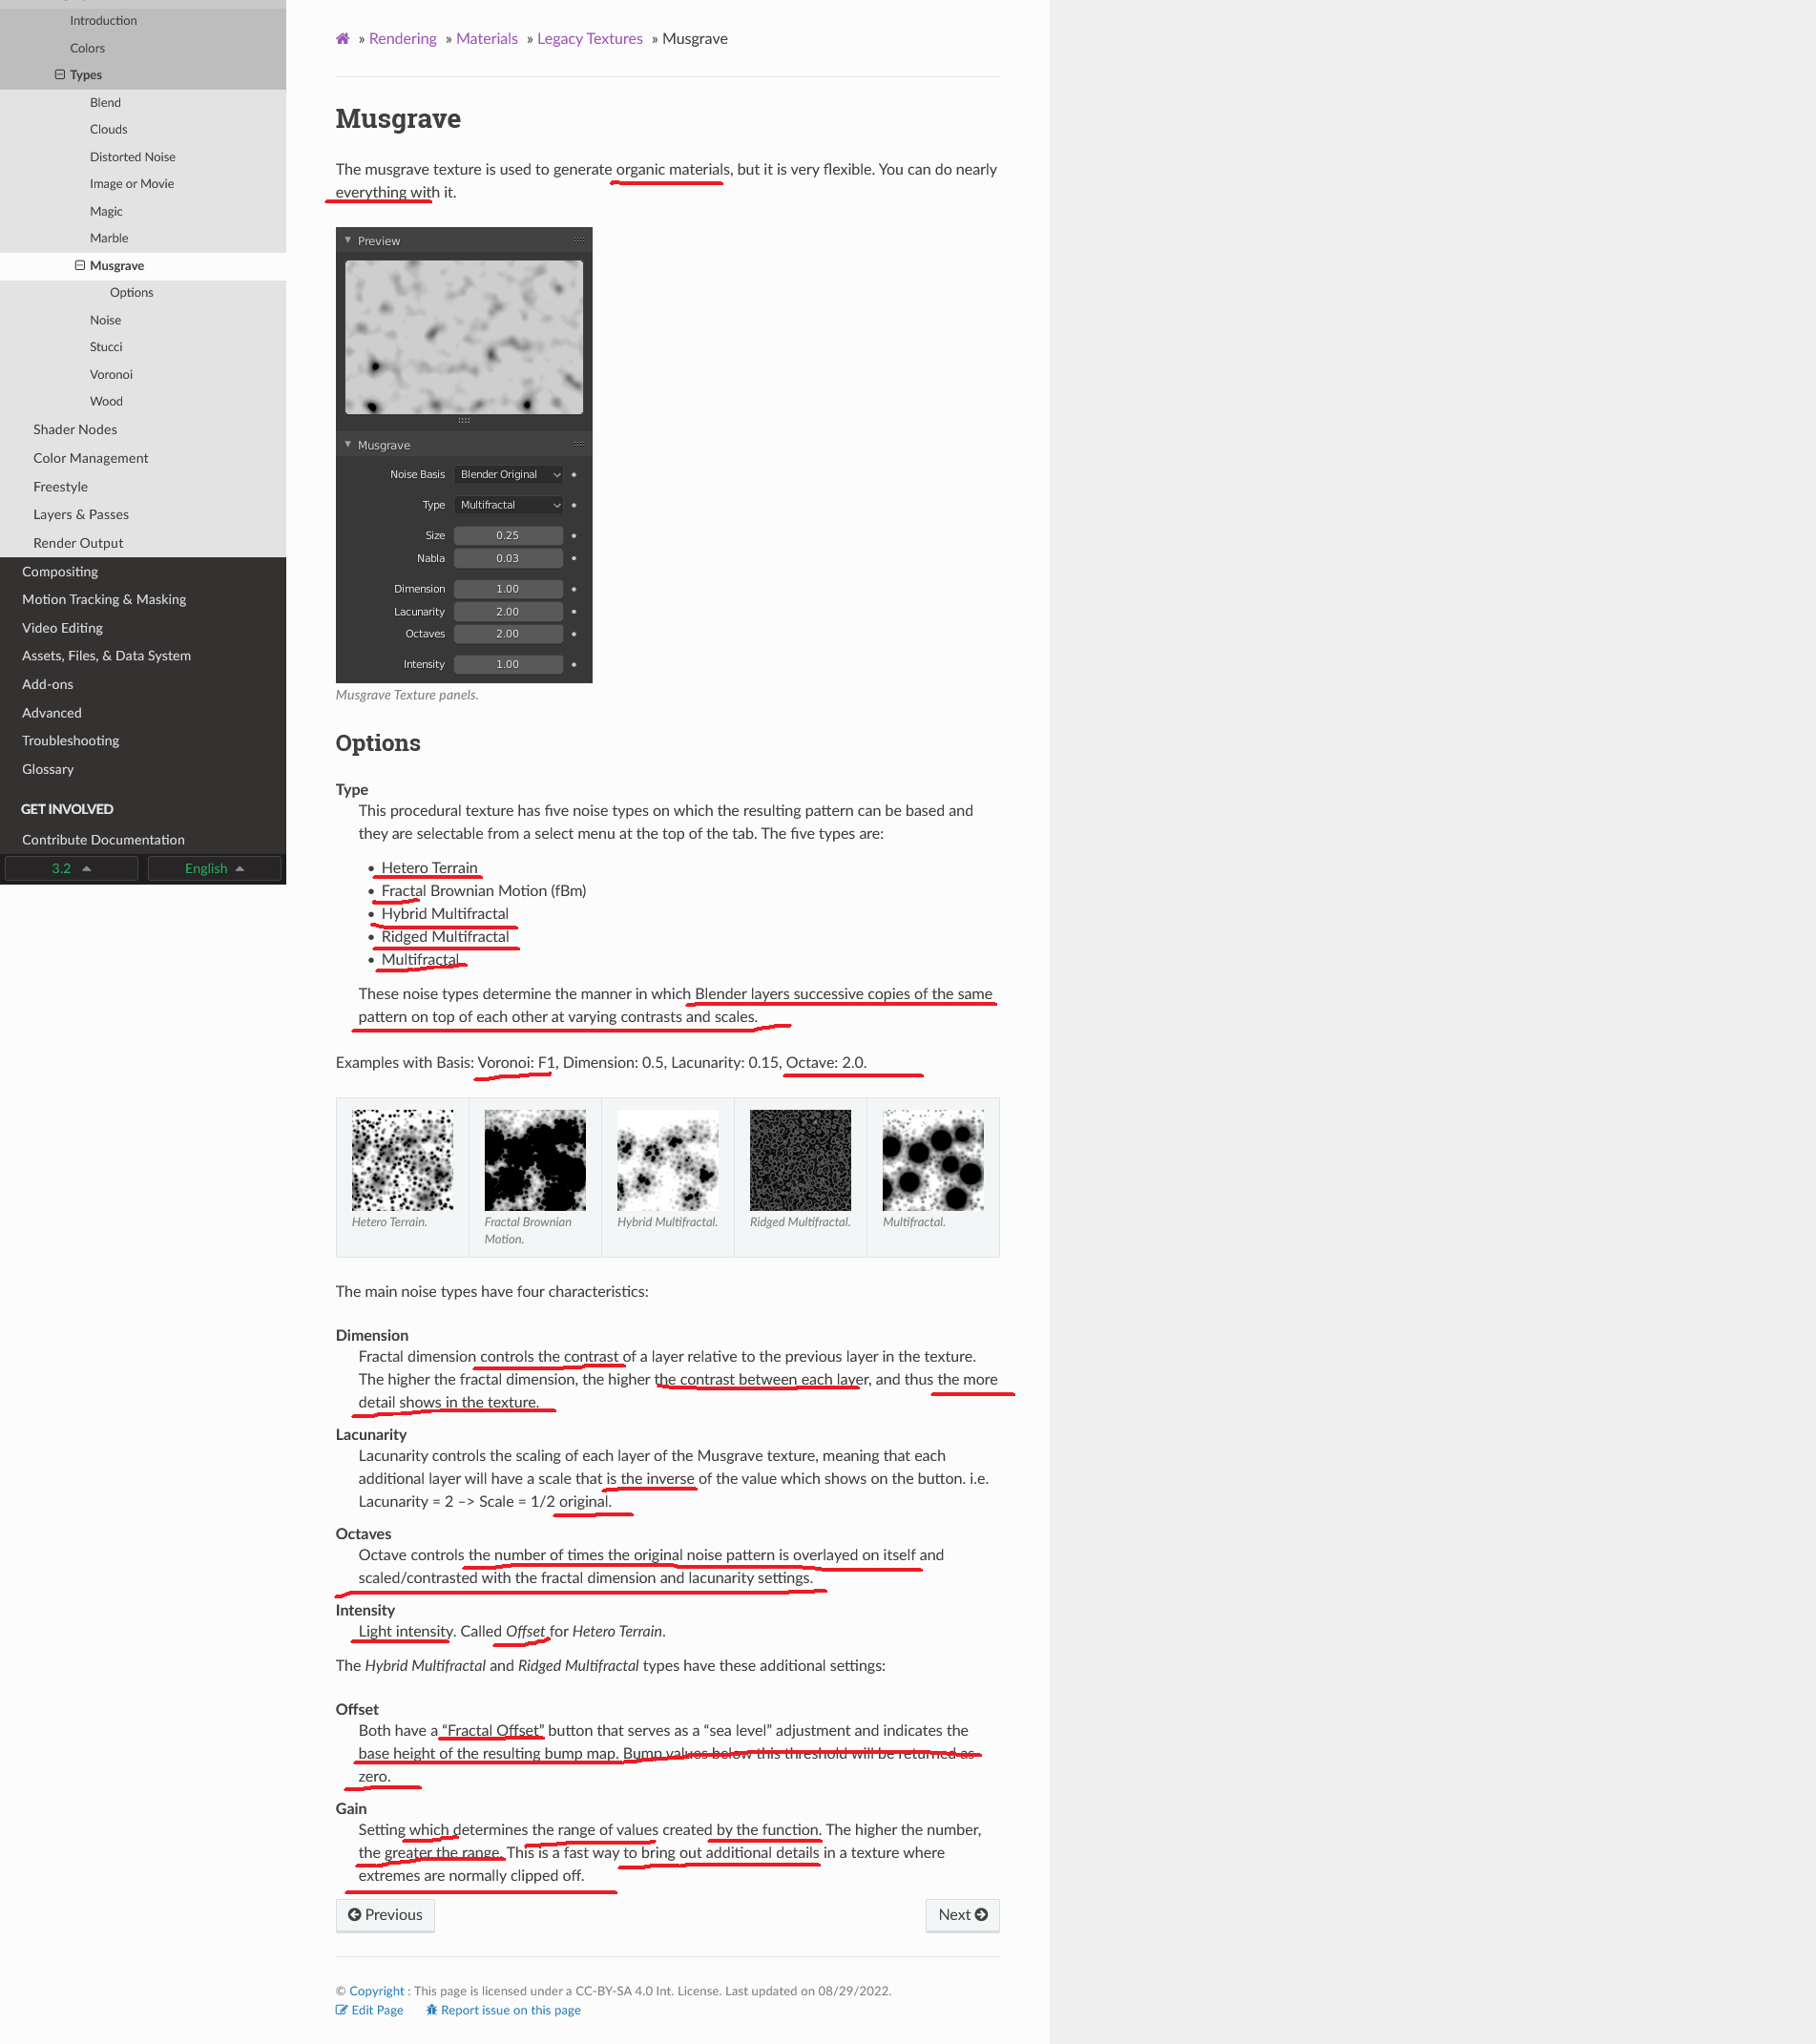 Introduction
Colors
Types
Blend
Clouds
Distorted Noise
Image or Movie
Magic
Marble
Musgrave
Options
Noise
Stucci
Voronoi
Wood
Shader Nodes
Color Management
Freestyle
Layers & Passes
Render Output
Compositing
Motion Tracking & Masking
Video Editing
Assets, Files, & Data System
Add-ons
Advanced
Troubleshooting
Glossary
GET INVOLVED
Contribute Documentation
3.2 English
» Rendering » Materials » Legacy Textures » Musgrave
Musgrave
The musgrave texture is used to generate organic materials, but it is very flexible. You can do nearly
everything with it.
Preview
Musgrave
Noise Basis Blender Original
Type Multifractal
Size 0.25
Nabla 0.03
Dimension 1.00
Lacunarity 2.00
Octaves 2.00
Intensity 1.00
Musgrave Texture panels.
Options
Type
This procedural texture has five noise types on which the resulting pattern can be based and
they are selectable from a select menu at the top of the tab. The five types are:
• Hetero Terrain
• Fractal Brownian Motion (fBm)
• Hybrid Multifractal
• Ridged Multifractal
• Multifractal
These noise types determine the manner in which Blender layers successive copies of the same
pattern on top of each other at varying contrasts and scales.
Examples with Basis: Voronoi: F1, Dimension: 0.5, Lacunarity: 0.15, Octave: 2.0.
Hetero Terrain.
Fractal Brownian
Motion.
Hybrid Multifractal.
Ridged Multifractal.
Multifractal.
The main noise types have four characteristics:
Dimension
Fractal dimension controls the contrast of a layer relative to the previous layer in the texture.
The higher the fractal dimension, the higher the contrast between each layer, and thus the more
detail shows in the texture.
Lacunarity
Lacunarity controls the scaling of each layer of the Musgrave texture, meaning that each
additional layer will have a scale that is the inverse of the value which shows on the button. i.e.
Lacunarity = 2 –> Scale = 1/2 original.
Octaves
Octave controls the number of times the original noise pattern is overlayed on itself and
scaled/contrasted with the fractal dimension and lacunarity settings.
Intensity
Light intensity. Called Offset for Hetero Terrain.
The Hybrid Multifractal and Ridged Multifractal types have these additional settings:
Offset
Both have a “Fractal Offset” button that serves as a “sea level” adjustment and indicates the
base height of the resulting bump map. Bump values below this threshold will be returned as
zero.
Gain
Setting which determines the range of values created by the function. The higher the number,
the greater the range. This is a fast way to bring out additional details in a texture where
extremes are normally clipped off.
Previous
Next
© Copyright : This page is licensed under a CC-BY-SA 4.0 Int. License. Last updated on 08/29/2022.
Edit Page Report issue on this page